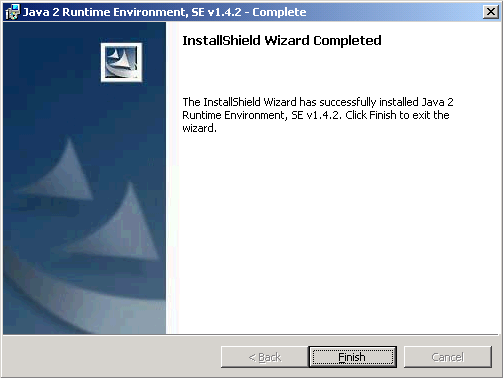 Java 2 Runtime Environment, SE v1.4.2 - Complete
InstallShield Wizard Completed
The InstallShield Wizard has successfully installed Java 2
Runtime Environment, SE v1.4.2. Click Finish to exit the
wizard.
< Back Finish Cancel